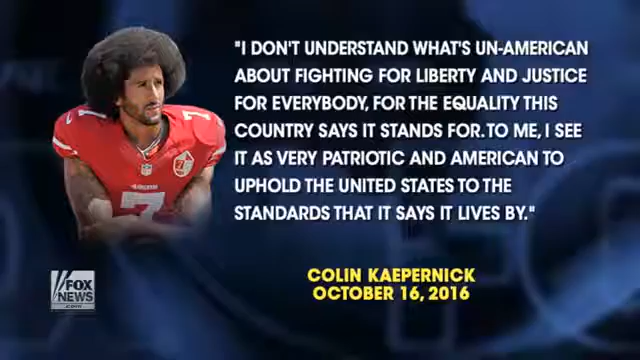 "I DON'T UNDERSTAND WHAT'S UN-AMERICAN
ABOUT FIGHTING FOR LIBERTY AND JUSTICE
FOR EVERYBODY, FOR THE EQUALITY THIS
COUNTRY SAYS IT STANDS FOR. TO ME, I SEE
IT AS VERY PATRIOTIC AND AMERICAN TO
UPHOLD THE UNITED STATES TO THE
STANDARDS THAT IT SAYS IT LIVES BY."
COLIN KAEPERNICK
OCTOBER 16, 2016
7
49ERS
7
FOX
NEWS
.com